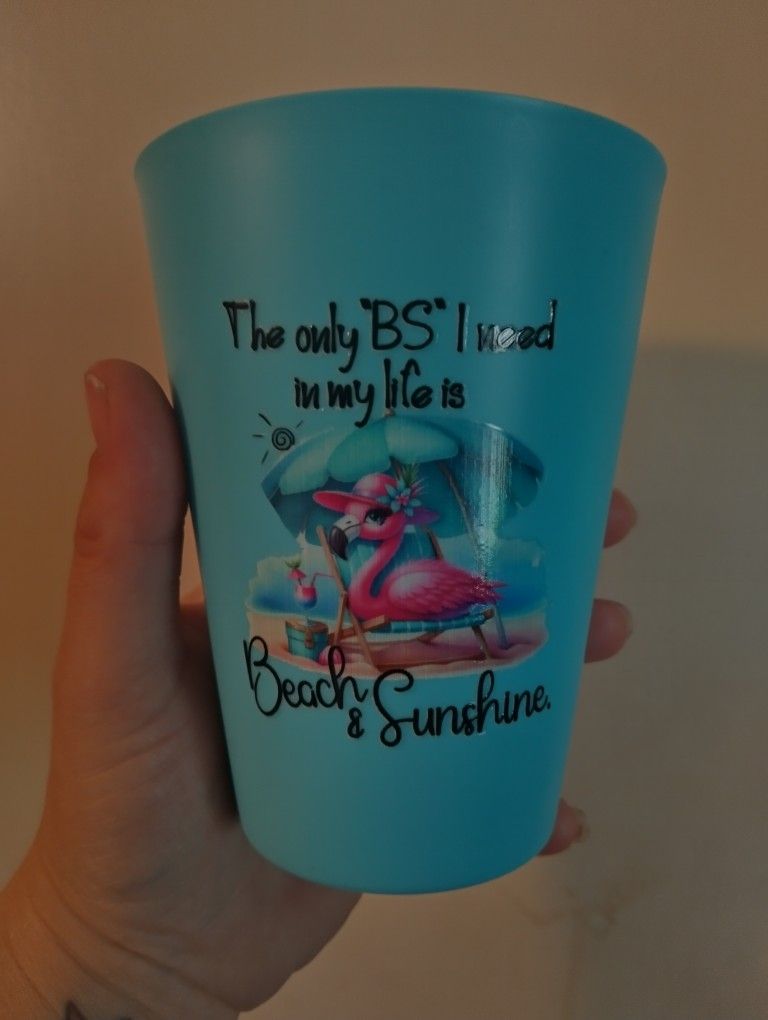 The only "BS" I need
in my life is
Beach
& Sunshine.